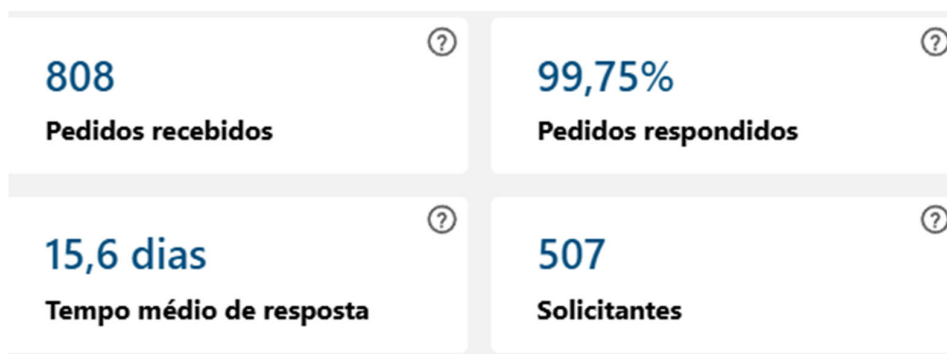 808
Pedidos recebidos
99,75%
Pedidos respondidos
15,6 dias
Tempo médio de resposta
507
Solicitantes